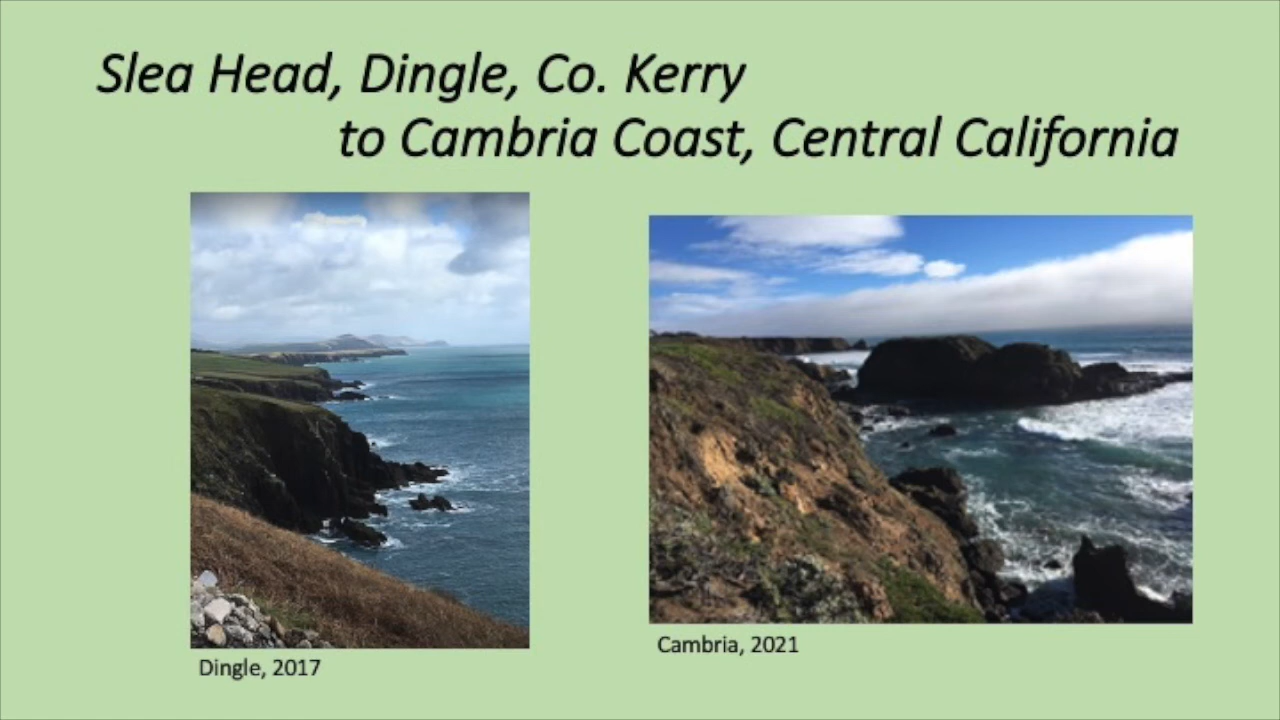 Slea Head, Dingle, Co. Kerry
to Cambria Coast, Central California
Dingle, 2017
Cambria, 2021